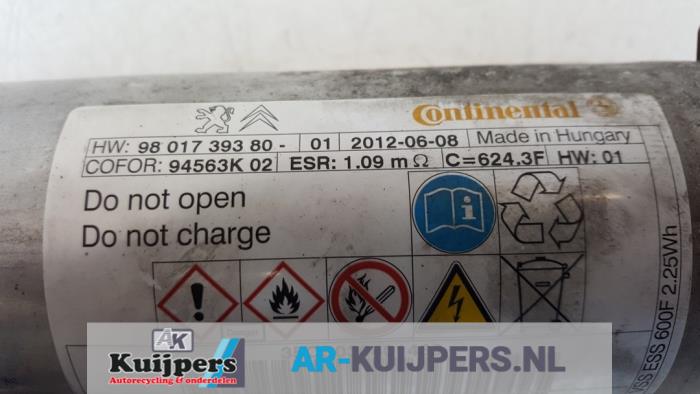 Continental
HW: 98 017 393 80 - 01 2012-06-08 Made in Hungary
COFOR: 94563K 02 ESR: 1.09 mΩ C=624.3F HW: 01
Do not open
Do not charge
ESS 600F 2.25Wh
AK
Kuijpers
Autorecycling & onderdelen
AR-KUIJPERS.NL